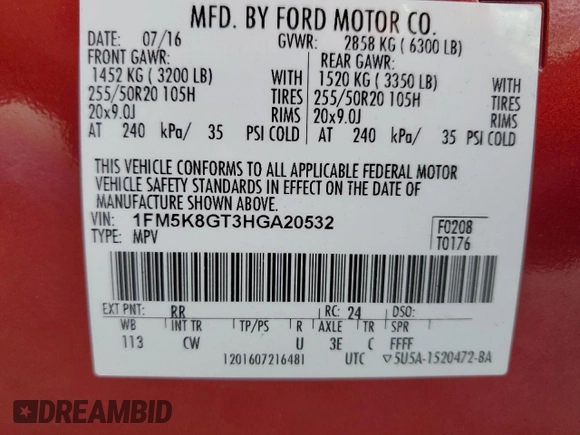 MFD. BY FORD MOTOR CO.
DATE: 07/16 GVWR: 2858 KG ( 6300 LB)
FRONT GAWR: REAR GAWR:
1452 KG ( 3200 LB) WITH 1520 KG ( 3350 LB) WITH
255/50R20 105H TIRES 255/50R20 105H TIRES
20x9.0J RIMS 20x9.0J RIMS
AT 240 kPa/ 35 PSI COLD AT 240 kPa/ 35 PSI COLD
THIS VEHICLE CONFORMS TO ALL APPLICABLE FEDERAL MOTOR
VEHICLE SAFETY STANDARDS IN EFFECT ON THE DATE OF
MANUFACTURE SHOWN ABOVE.
VIN: 1FM5K8GT3HGA20532 F0208
TYPE: MPV T0176
EXT PNT: RR RC: 24 DSO:
WB INT TR TP/PS R AXLE TR SPR
113 CW U 3E C FFFF
1201607216481 UTC ▽5U5A-1520472-BA
DREAMBID